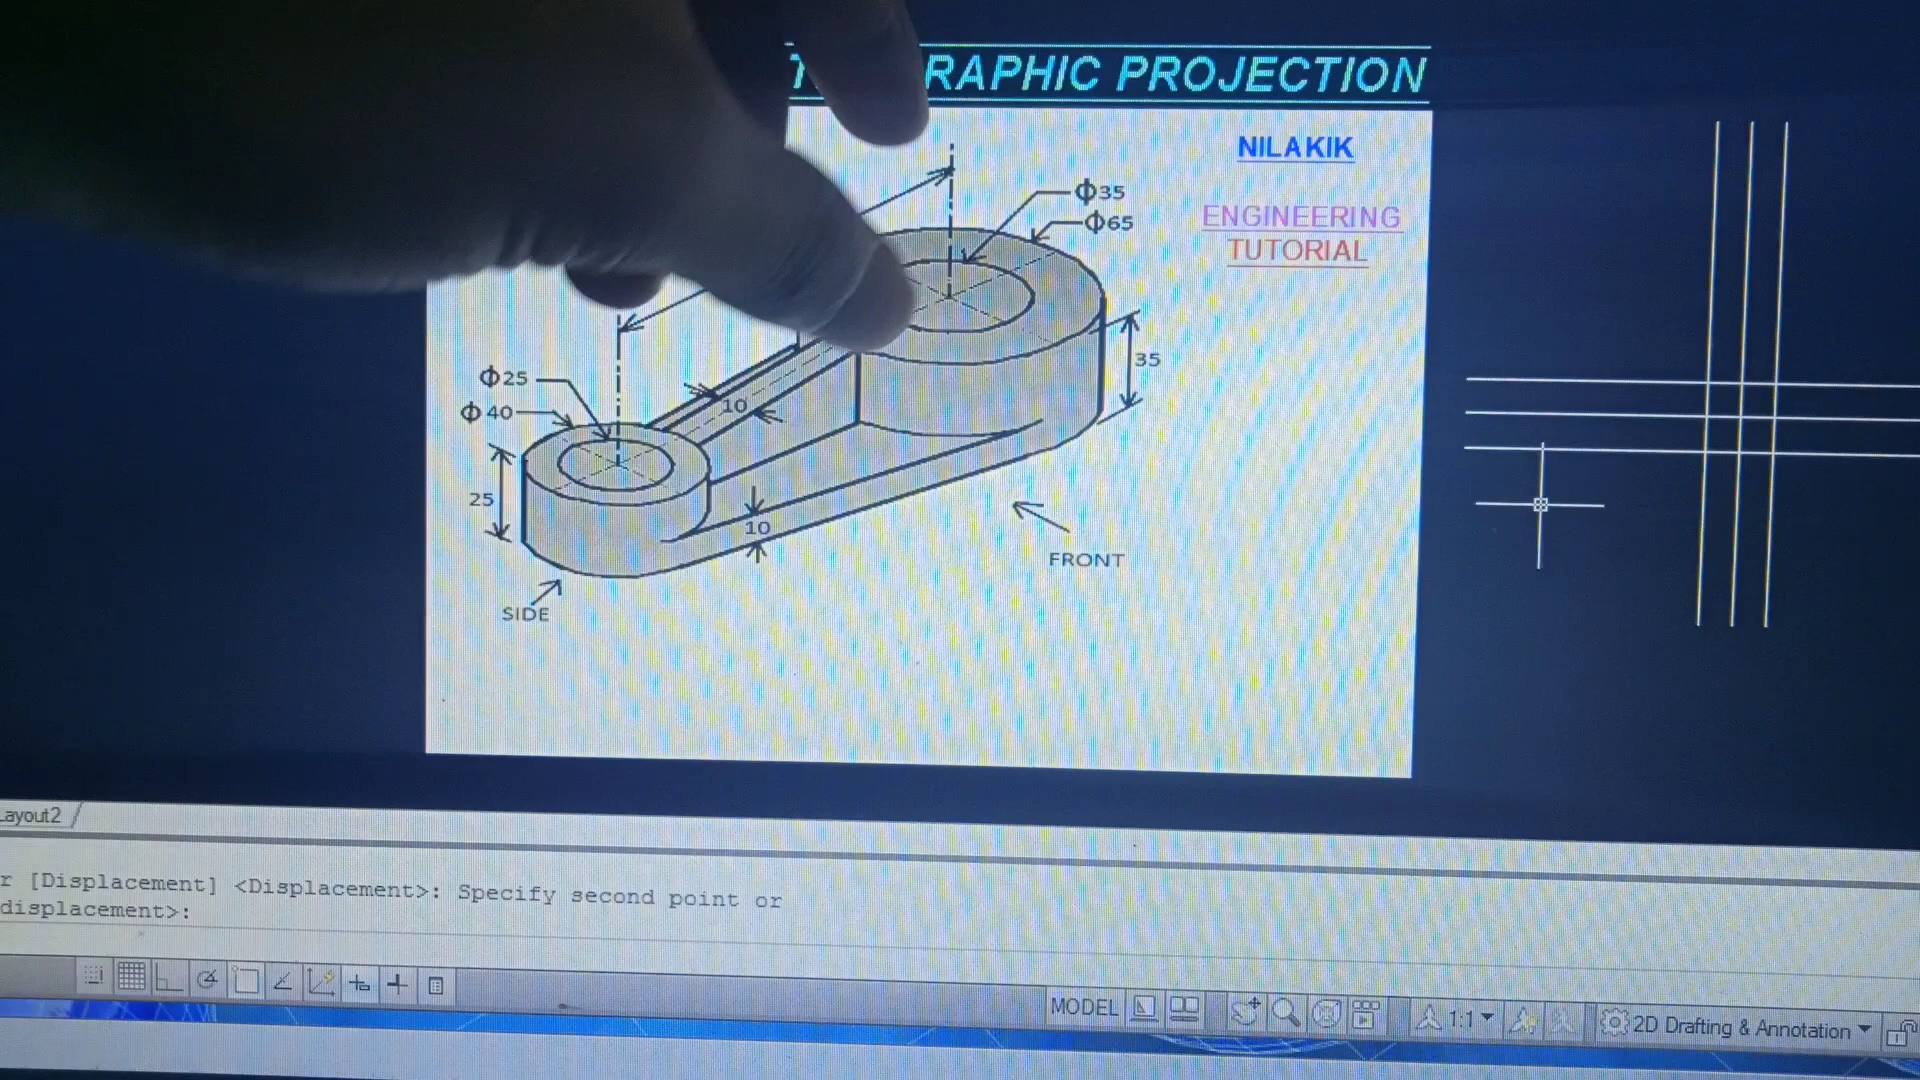 RAPHIC PROJECTION
NILAKIK
ENGINEERING
TUTORIAL
Φ35
Φ65
35
Φ25
Φ40
10
25
10
FRONT
SIDE
Layout2
r [Displacement] <Displacement>: Specify second point or
displacement>:
MODEL
1:1
2D Drafting & Annotation